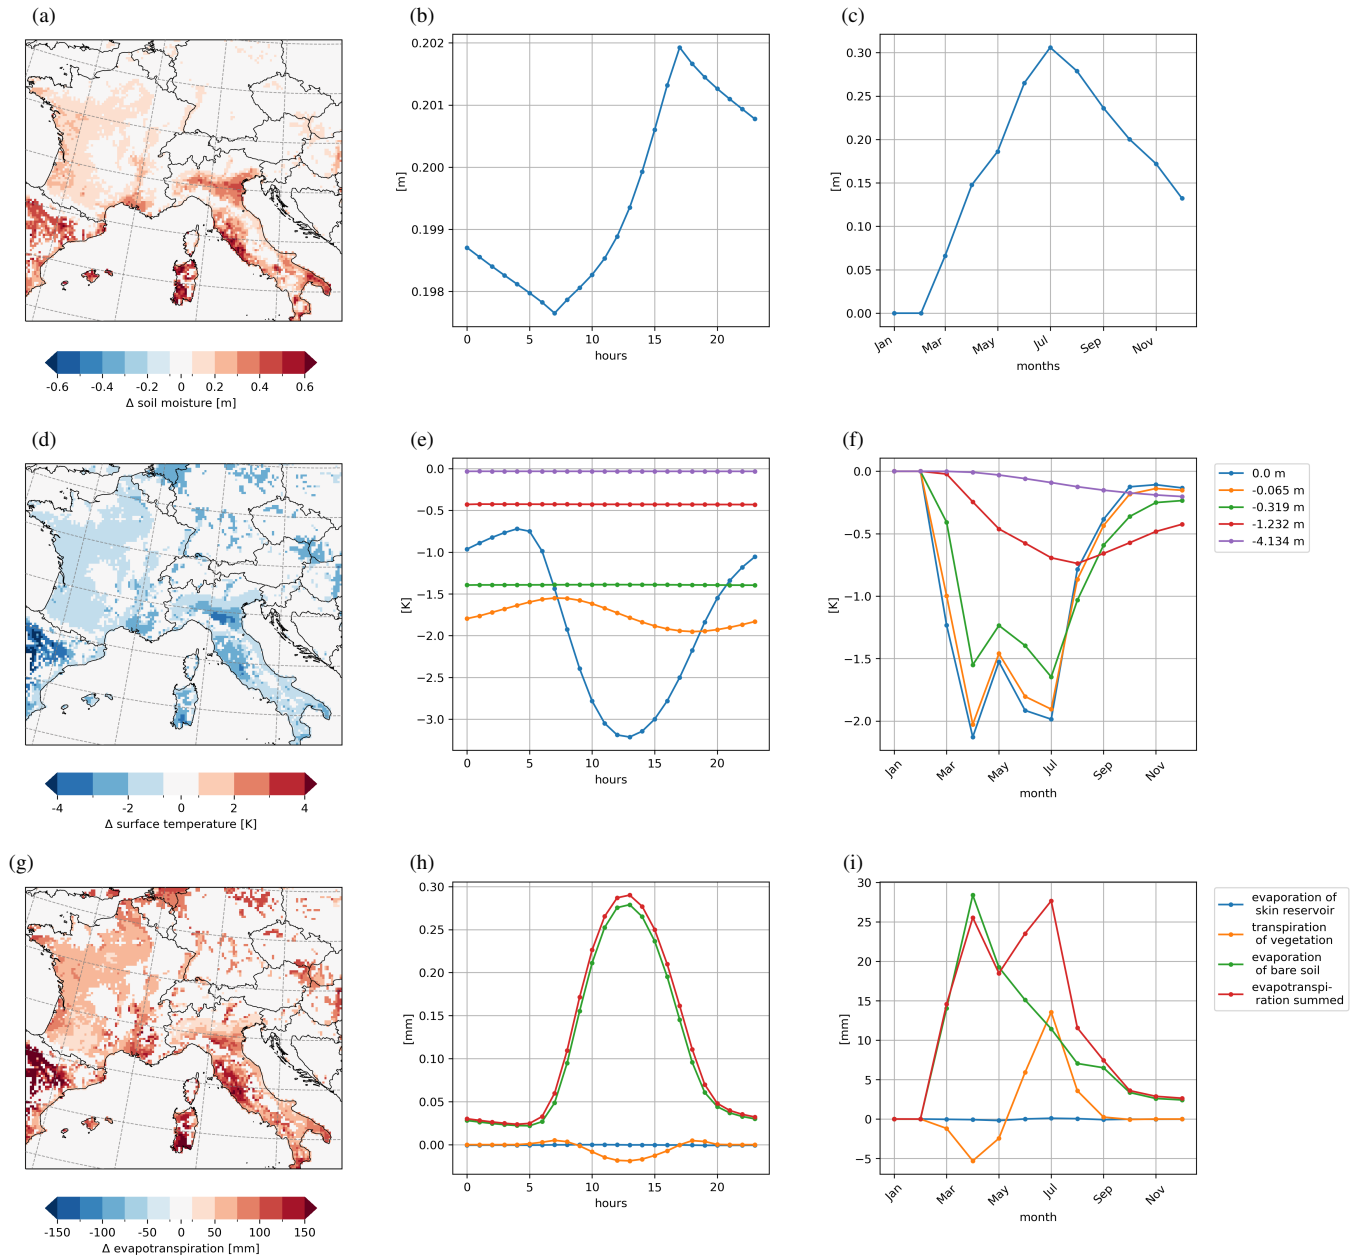 (a)
(b)
(c)
0.202
0.201
0.200
0.199
0.198
[m]
0 5 10 15 20
hours
0.30
0.25
0.20
0.15
0.10
0.05
0.00
[m]
Jan Mar May Jul Sep Nov
months
-0.6 -0.4 -0.2 0 0.2 0.4 0.6
Δ soil moisture [m]
(d)
(e)
(f)
0.0
−0.5
−1.0
−1.5
−2.0
−2.5
−3.0
[K]
0 5 10 15 20
hours
0.0
−0.5
−1.0
−1.5
−2.0
[K]
Jan Mar May Jul Sep Nov
month
0.0 m
-0.065 m
-0.319 m
-1.232 m
-4.134 m
-4 -2 0 2 4
Δ surface temperature [K]
(g)
(h)
(i)
0.30
0.25
0.20
0.15
0.10
0.05
0.00
[mm]
0 5 10 15 20
hours
30
25
20
15
10
5
0
−5
[mm]
Jan Mar May Jul Sep Nov
month
evaporation of
skin reservoir
transpiration
of vegetation
evaporation
of bare soil
evapotranspi-
ration summed
-150 -100 -50 0 50 100 150
Δ evapotranspiration [mm]